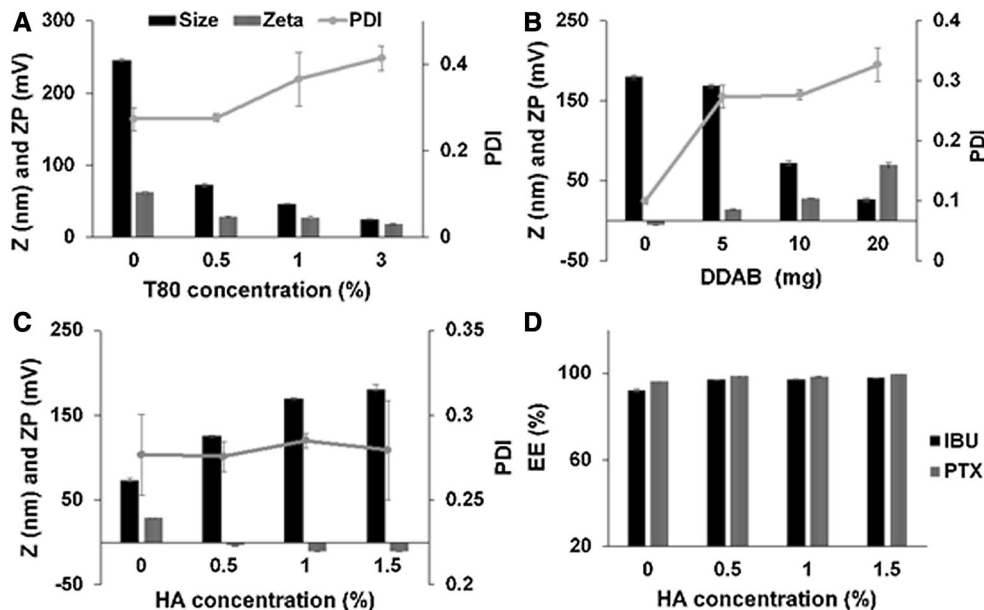 A
Size Zeta PDI
Z (nm) and ZP (mV)
300
250
100
50
0
0.4
0.2
0
PDI
0 0.5 1 3
T80 concentration (%)
B
Z (nm) and ZP (mV)
250
150
50
-50
0.4
0.3
0.2
0.1
0
PDI
0 5 10 20
DDAB (mg)
C
Z (nm) and ZP (mV)
250
150
50
-50
0.35
0.3
0.25
0.2
PDI
0 0.5 1 1.5
HA concentration (%)
D
EE (%)
100
60
20
IBU
PTX
0 0.5 1 1.5
HA concentration (%)